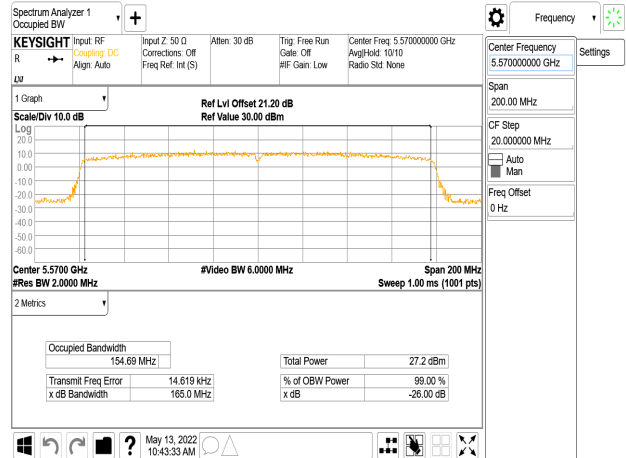 Spectrum Analyzer 1
Occupied BW
Frequency
KEYSIGHT
R
LXI
Input: RF
Coupling: DC
Align: Auto
Input Z: 50 Ω
Corrections: Off
Freq Ref: Int (S)
Atten: 30 dB
Trig: Free Run
Gate: Off
#IF Gain: Low
Center Freq: 5.570000000 GHz
Avg|Hold: 10/10
Radio Std: None
Center Frequency
5.570000000 GHz
Settings
Span
200.00 MHz
CF Step
20.000000 MHz
Auto
Man
Freq Offset
0 Hz
1 Graph
Scale/Div 10.0 dB
Ref Lvl Offset 21.20 dB
Ref Value 30.00 dBm
Log
20.0
10.0
0.00
-10.0
-20.0
-30.0
-40.0
-50.0
-60.0
Center 5.5700 GHz
#Video BW 6.0000 MHz
Span 200 MHz
#Res BW 2.0000 MHz
Sweep 1.00 ms (1001 pts)
2 Metrics
Occupied Bandwidth
154.69 MHz
Total Power 27.2 dBm
Transmit Freq Error 14.619 kHz
% of OBW Power 99.00 %
x dB Bandwidth 165.0 MHz
x dB -26.00 dB
?
May 13, 2022
10:43:33 AM